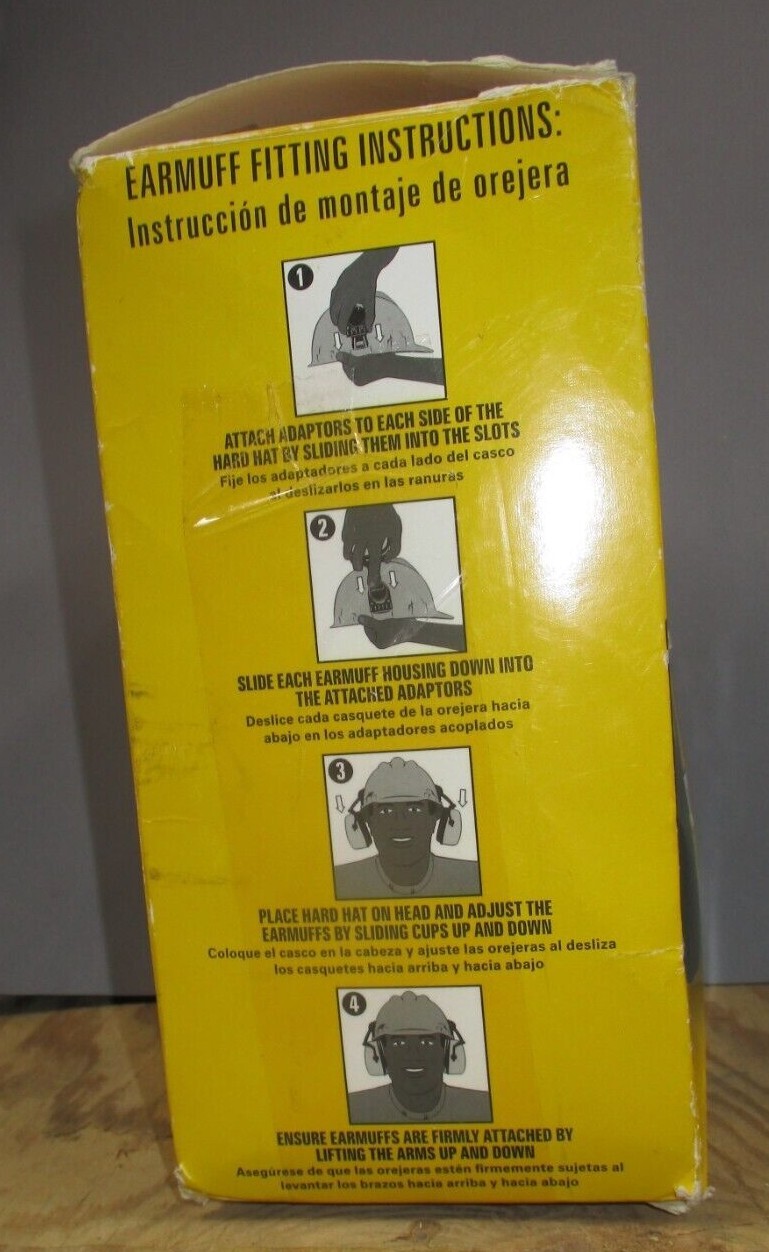 EARMUFF FITTING INSTRUCTIONS:
Instrucción de montaje de orejera
1
ATTACH ADAPTORS TO EACH SIDE OF THE
HARD HAT BY SLIDING THEM INTO THE SLOTS
Fije los adaptadores a cada lado del casco
al deslizarlos en las ranuras
2
SLIDE EACH EARMUFF HOUSING DOWN INTO
THE ATTACHED ADAPTORS
Deslice cada casquete de la orejera hacia
abajo en los adaptadores acoplados
3
PLACE HARD HAT ON HEAD AND ADJUST THE
EARMUFFS BY SLIDING CUPS UP AND DOWN
Coloque el casco en la cabeza y ajuste las orejeras al desliza
los casquetes hacia arriba y hacia abajo
4
ENSURE EARMUFFS ARE FIRMLY ATTACHED BY
LIFTING THE ARMS UP AND DOWN
Asegúrese de que las orejeras estén firmemente sujetas al
levantar los brazos hacia arriba y hacia abajo